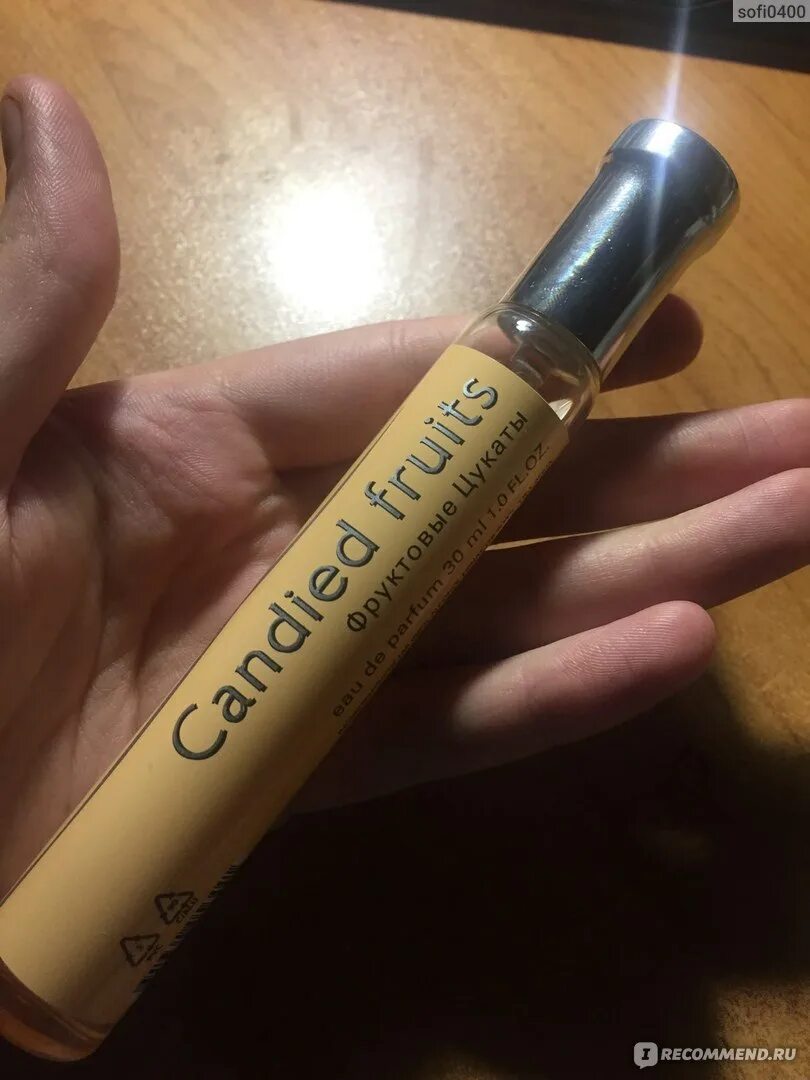 sofi0400
Candied fruits
Фруктовые Цукаты
eau de parfum 30 ml 1.0 FL.OZ.
I RECOMMEND.RU